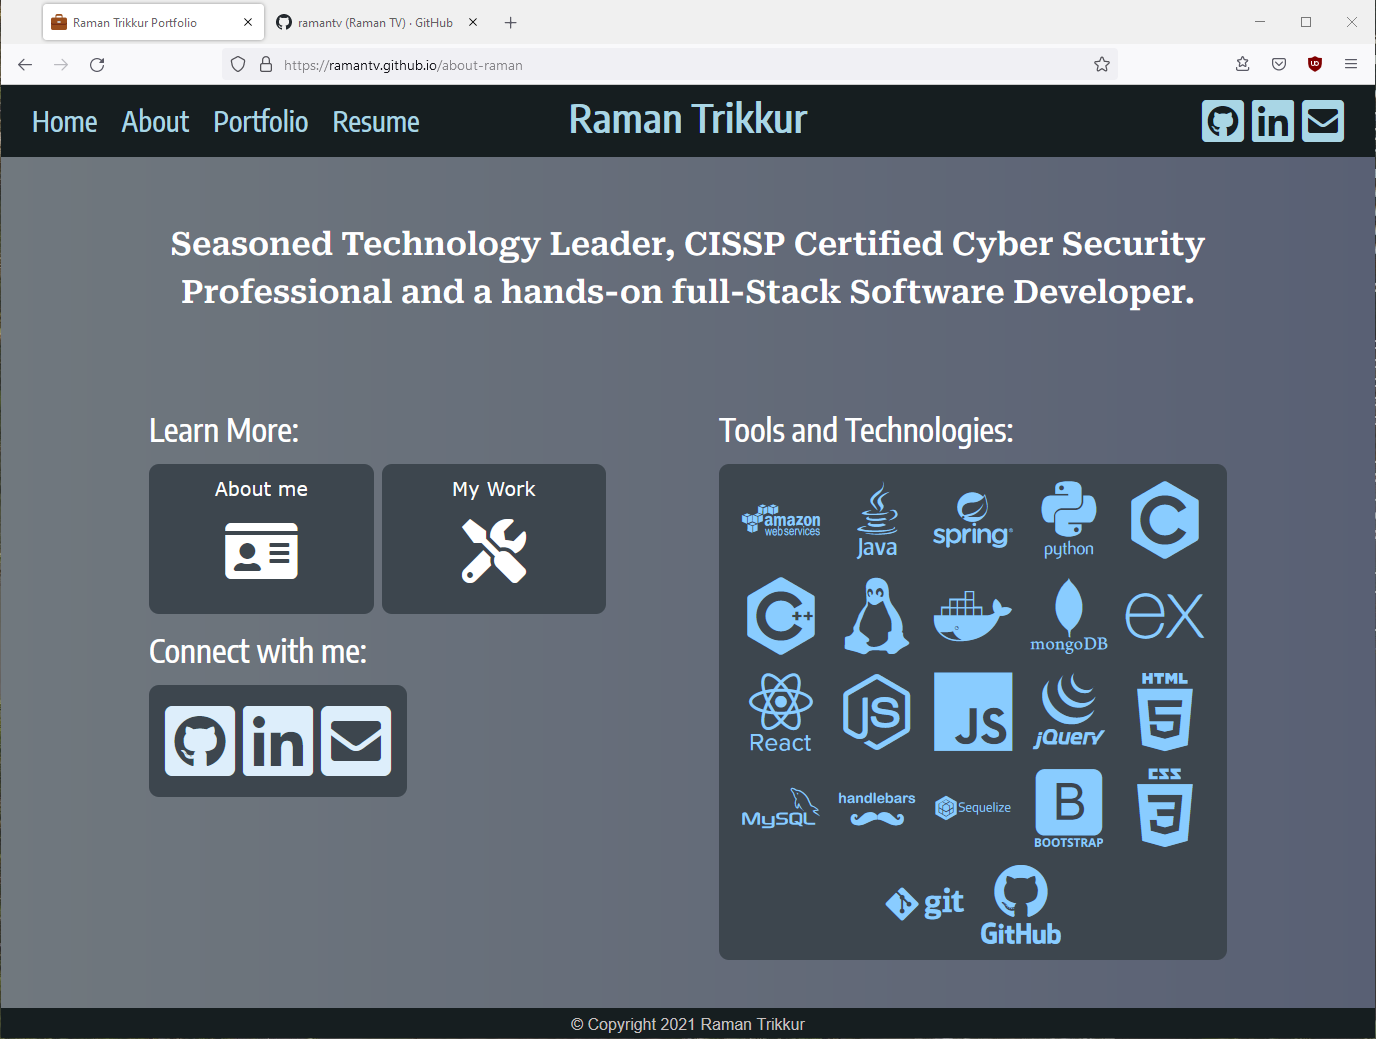 Raman Trikkur Portfolio
ramantv (Raman TV) · GitHub
https://ramantv.github.io/about-raman
Home About Portfolio Resume
Raman Trikkur
in
Seasoned Technology Leader, CISSP Certified Cyber Security
Professional and a hands-on full-Stack Software Developer.
Learn More:
About me
My Work
Connect with me:
in
Tools and Technologies:
amazon
web services
Java
spring
python
C
C++
mongoDB
ex
React
JS
JS
jQuery
HTML
5
MySQL
handlebars
Sequelize
B
BOOTSTRAP
CSS
3
git
GitHub
© Copyright 2021 Raman Trikkur